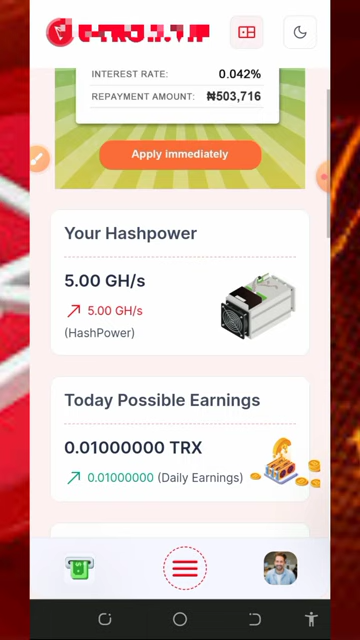 INTEREST RATE: 0.042%
REPAYMENT AMOUNT: ₦503,716
Apply immediately
Your Hashpower
5.00 GH/s
5.00 GH/s
(HashPower)
Today Possible Earnings
0.01000000 TRX
0.01000000 (Daily Earnings)